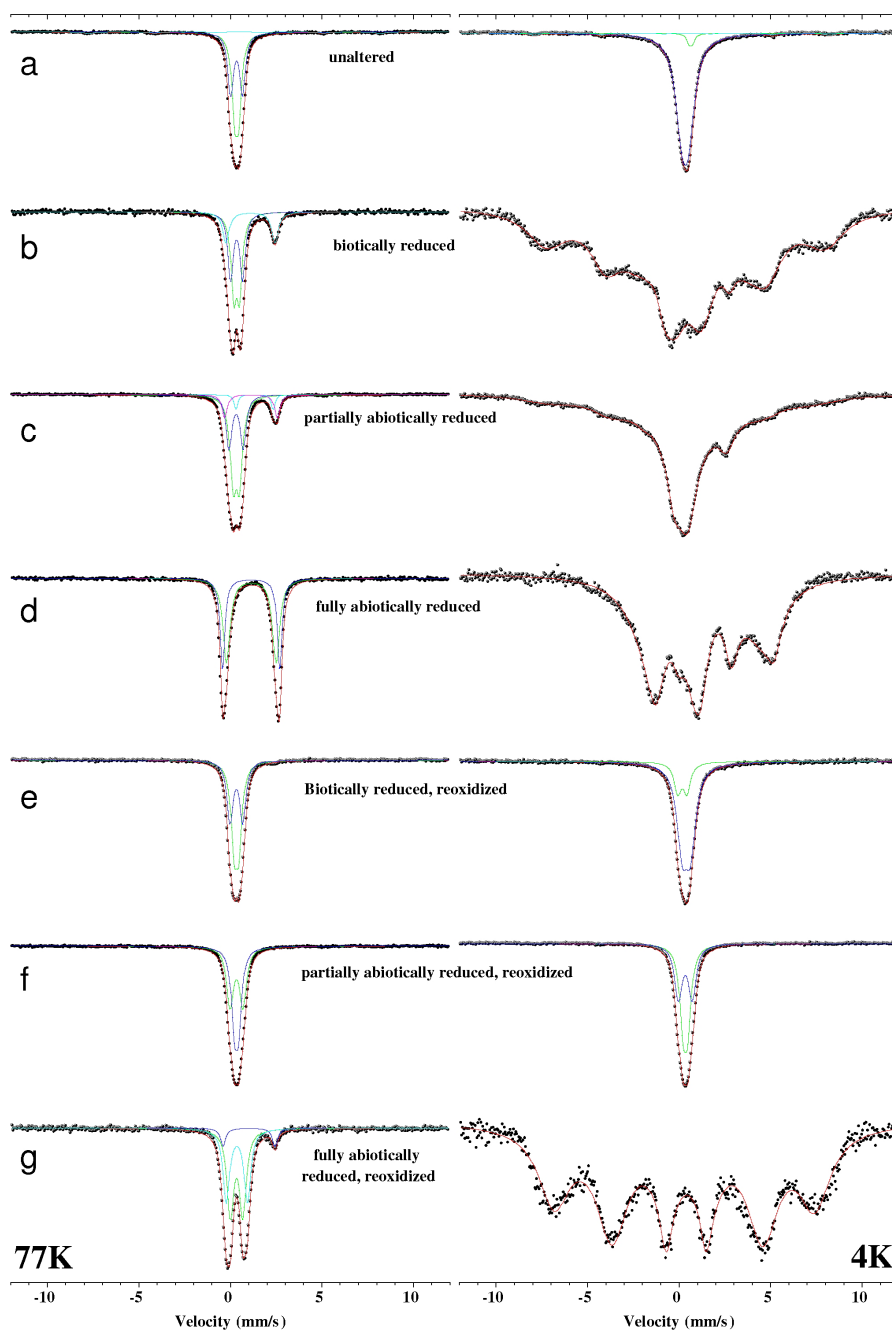 a
unaltered
b
biotically reduced
c
partially abiotically reduced
d
fully abiotically reduced
e
Biotically reduced, reoxidized
f
partially abiotically reduced, reoxidized
g
fully abiotically
reduced, reoxidized
77K
4K
-10 -5 0 5 10
-10 -5 0 5 10
Velocity (mm/s)
Velocity (mm/s)